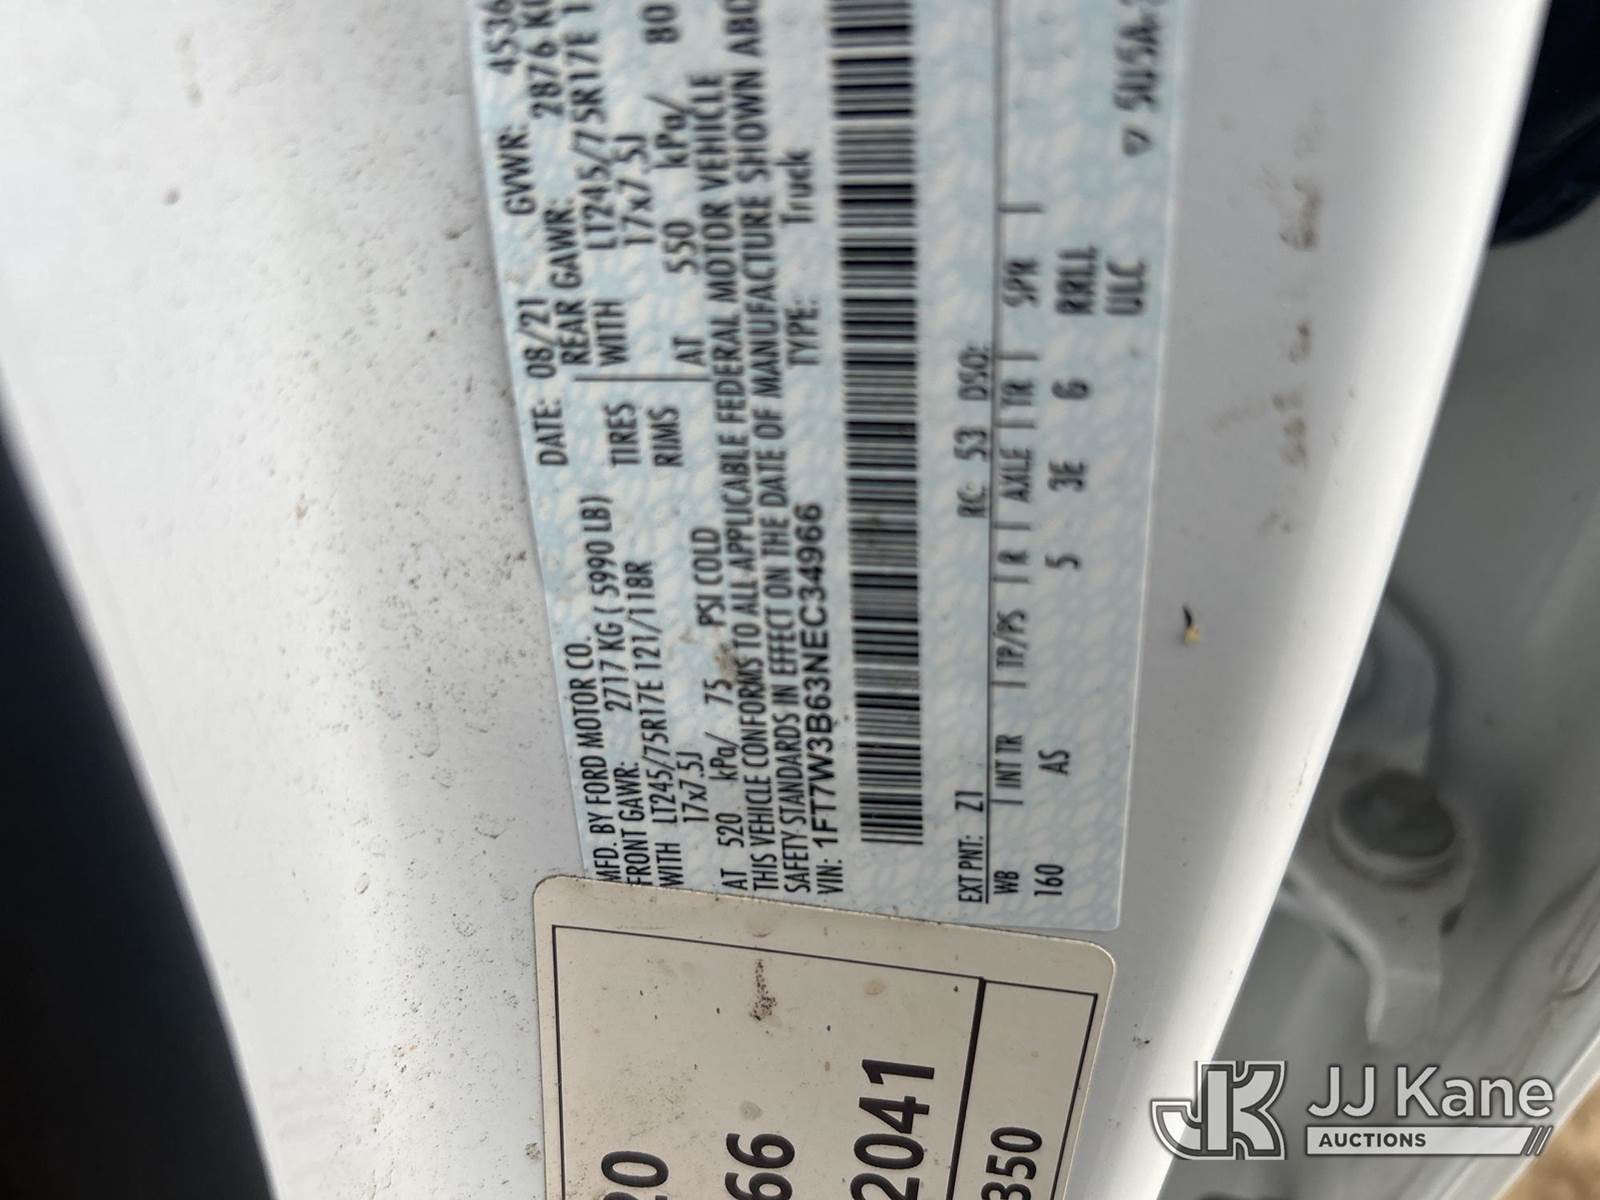 MFD. BY FORD MOTOR CO.
DATE: 08/21 GVWR: 4536
FRONT GAWR: 2717 KG ( 5990 LB) REAR GAWR: 2876 KG
WITH LT245/75R17E 121/118R TIRES WITH LT245/75R17E
17x7.5J RIMS 17x7.5J
AT 520 kPa/ 75 PSI COLD AT 550 kPa/ 80
THIS VEHICLE CONFORMS TO ALL APPLICABLE FEDERAL MOTOR VEHICLE
SAFETY STANDARDS IN EFFECT ON THE DATE OF MANUFACTURE SHOWN
VIN: 1FT7W3B63NEC34966 TYPE: Truck
EXT PNT: Z1 RC: 53 DSO:
WB INT TR TP/PS R AXLE TR SPR
160 AS 5 3E G RRLL
ULC
5U5A-
20
66
2041
350
JK JJ Kane
AUCTIONS